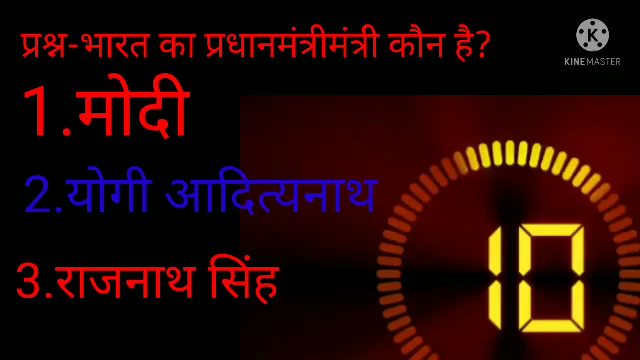 प्रश्न-भारत का प्रधानमंत्रीमंत्री कौन है?
K
KINEMASTER
1.मोदी
2.योगी आदित्यनाथ
3.राजनाथ सिंह
10